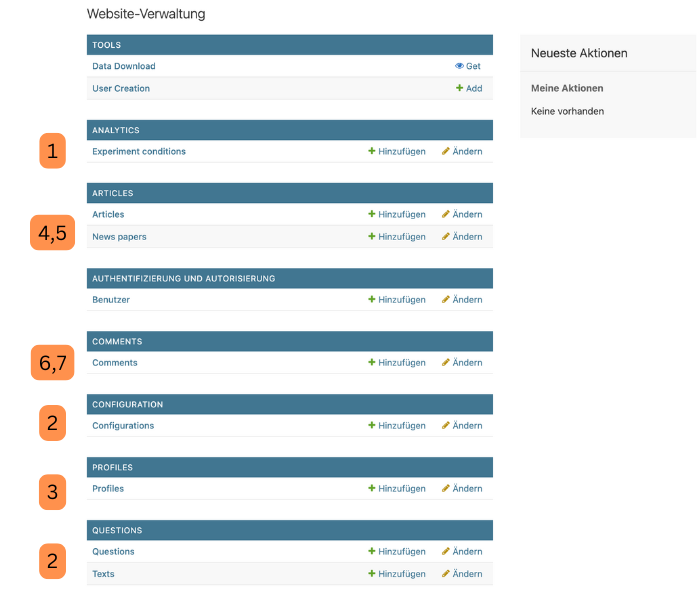 Website-Verwaltung
TOOLS
Data Download Get
User Creation Add
Neueste Aktionen
Meine Aktionen
Keine vorhanden
1
ANALYTICS
Experiment conditions Hinzufügen Ändern
4,5
ARTICLES
Articles Hinzufügen Ändern
News papers Hinzufügen Ändern
AUTHENTIFIZIERUNG UND AUTORISIERUNG
Benutzer Hinzufügen Ändern
6,7
COMMENTS
Comments Hinzufügen Ändern
2
CONFIGURATION
Configurations Hinzufügen Ändern
3
PROFILES
Profiles Hinzufügen Ändern
2
QUESTIONS
Questions Hinzufügen Ändern
Texts Hinzufügen Ändern